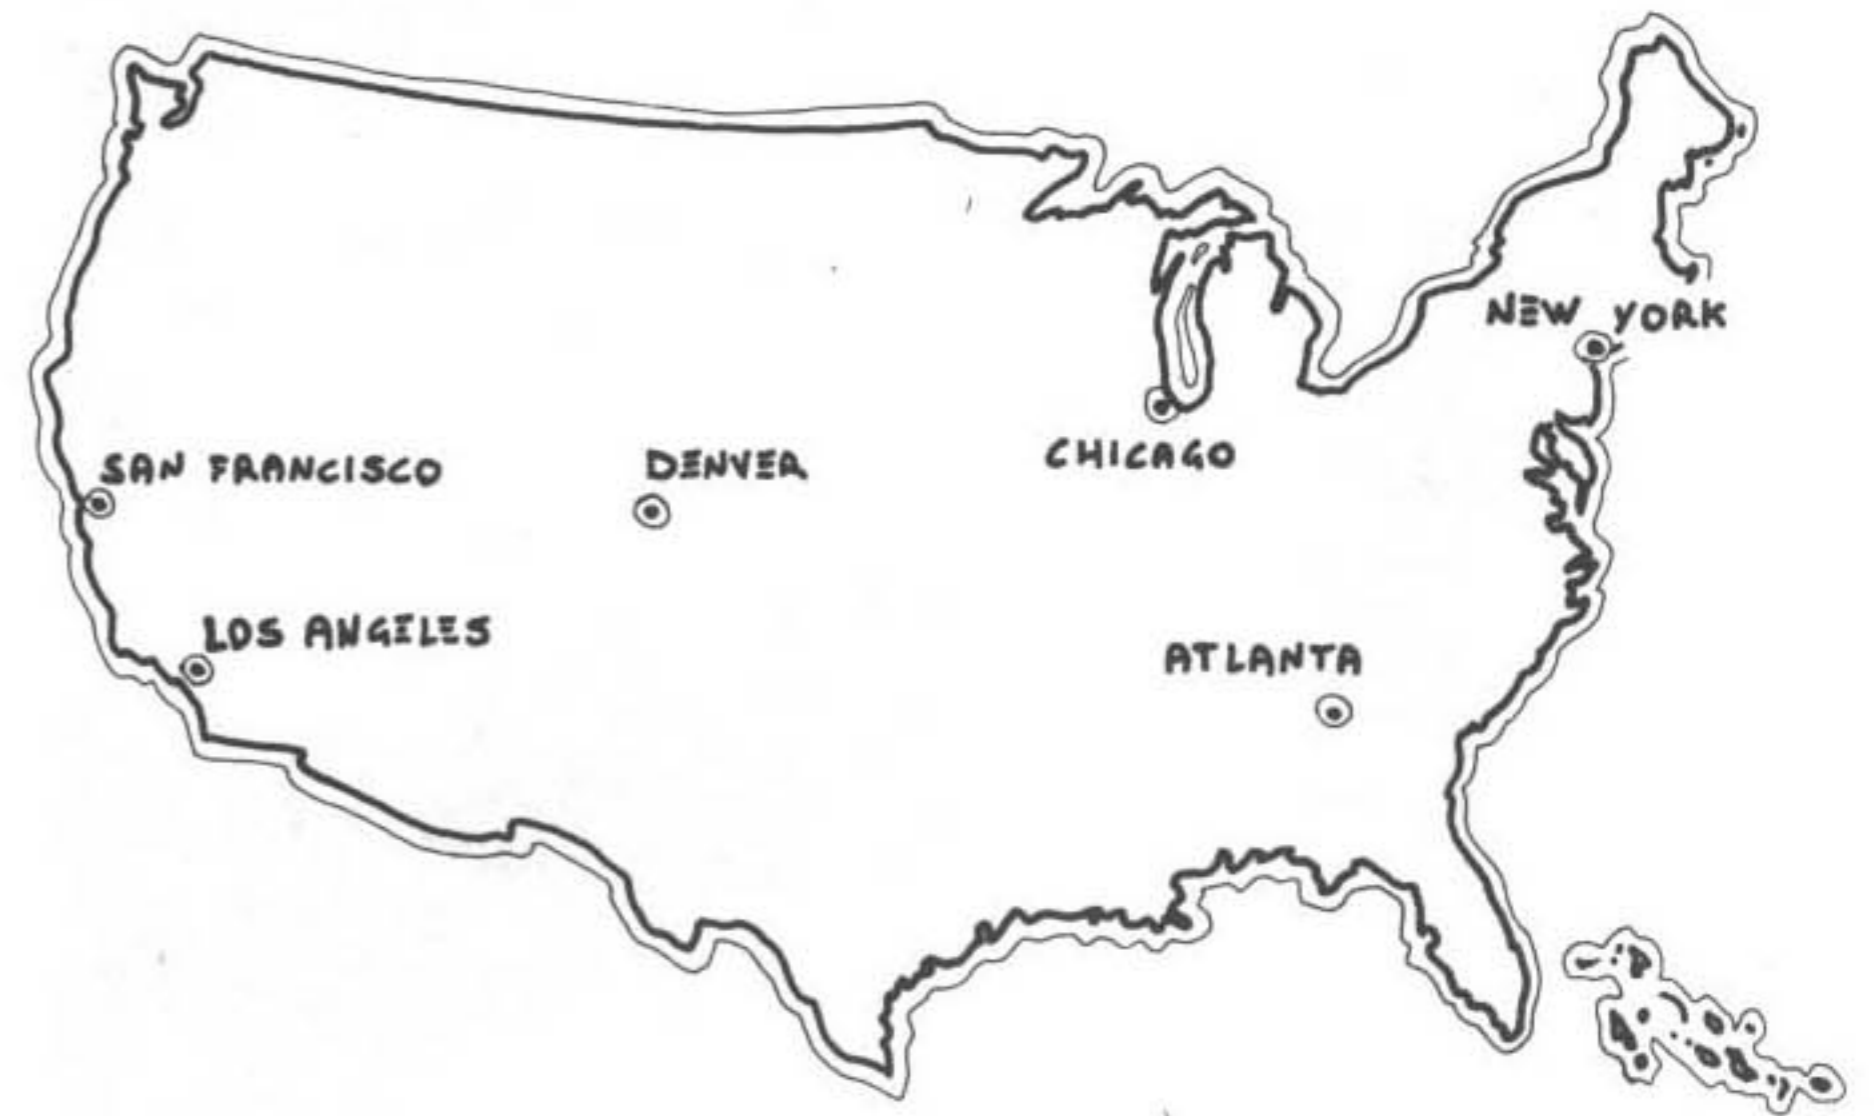 NEW YORK
SAN FRANCISCO
DENVER
CHICAGO
LOS ANGELES
ATLANTA